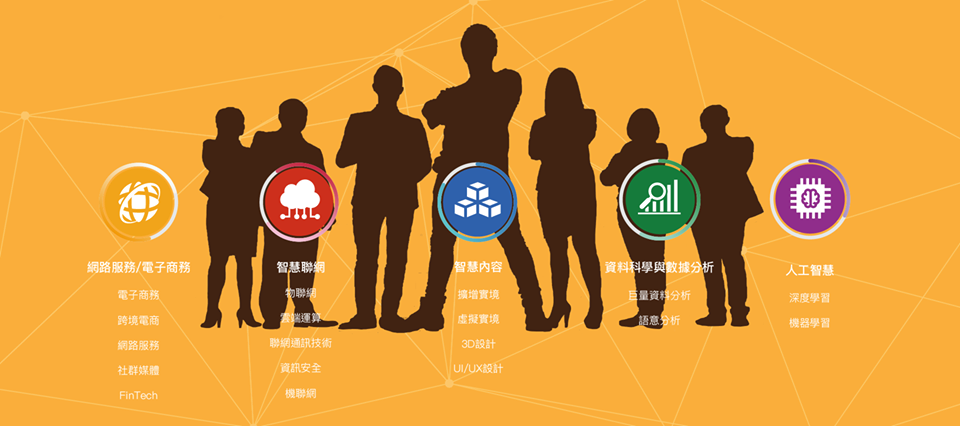 網路服務/電子商務
電子商務
跨境電商
網路服務
社群媒體
FinTech
智慧聯網
物聯網
雲端運算
聯網通訊技術
資訊安全
機聯網
智慧內容
擴增實境
虛擬實境
3D設計
UI/UX設計
資料科學與數據分析
巨量資料分析
語意分析
人工智慧
深度學習
機器學習